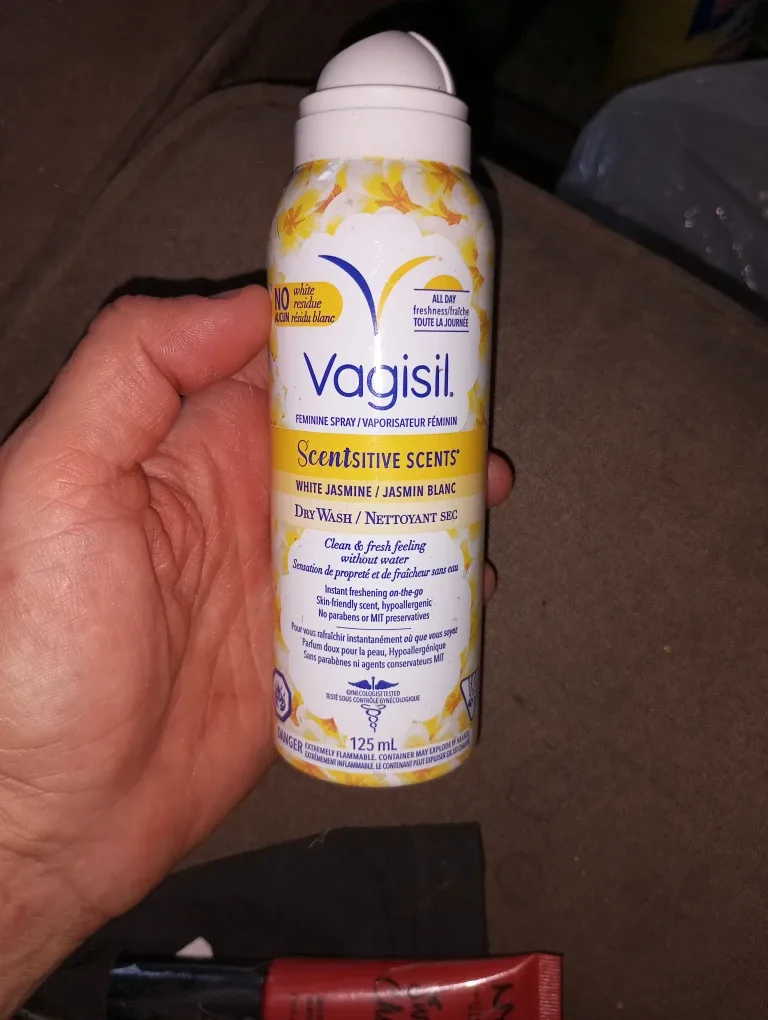 NO white
residue
AUCUN résidu blanc
ALL DAY
freshness/fraîche
TOUTE LA JOURNÉE
Vagisil.
FEMININE SPRAY / VAPORISATEUR FÉMININ
ScentSITIVE SCENTS®
WHITE JASMINE / JASMIN BLANC
DRY WASH / NETTOYANT SEC
Clean & fresh feeling
without water
Sensation de propreté et de fraîcheur sans eau
Instant freshening on-the-go
Skin-friendly scent, hypoallergenic
No parabens or MIT preservatives
Pour vous rafraîchir instantanément où que vous soyez
Parfum doux pour la peau, Hypoallergénique
Sans parabènes ni agents conservateurs MIT
GYNECOLOGIST TESTED
TESTÉ SOUS CONTRÔLE GYNÉCOLOGIQUE
125 mL
DANGER EXTREMELY FLAMMABLE. CONTAINER MAY EXPLODE IF
EXTRÊMEMENT INFLAMMABLE. LE CONTENANT PEUT EXPLOSER